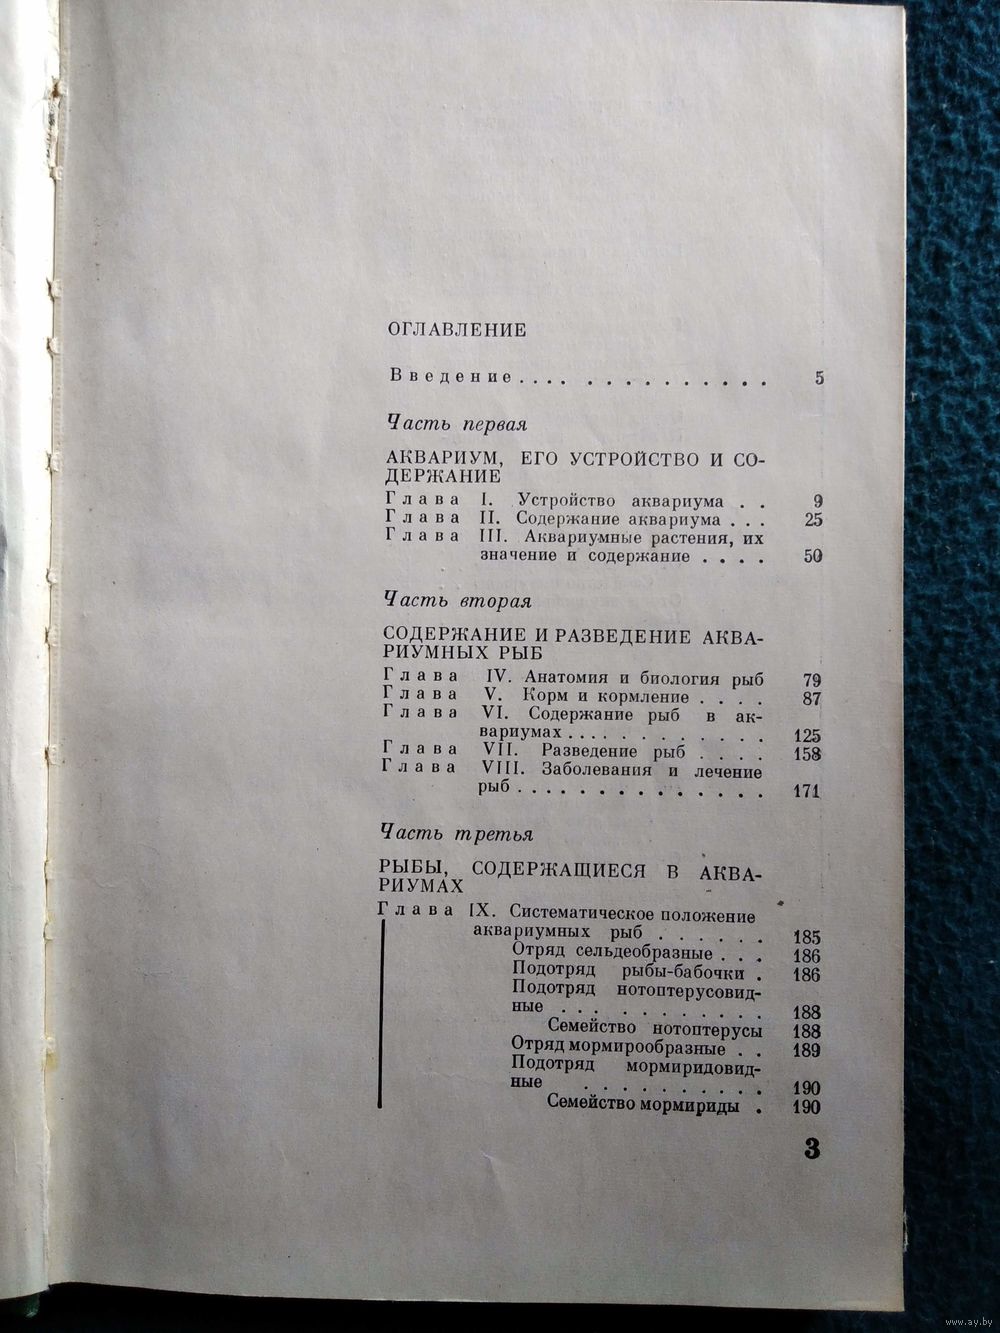 ОГЛАВЛЕНИЕ
Введение.... .......... 5
Часть первая
АКВАРИУМ, ЕГО УСТРОЙСТВО И СО-
ДЕРЖАНИЕ
Глава I. Устройство аквариума . . 9
Глава II. Содержание аквариума . . . 25
Глава III. Аквариумные растения, их
значение и содержание . . . . 50
Часть вторая
СОДЕРЖАНИЕ И РАЗВЕДЕНИЕ АКВА-
РИУМНЫХ РЫБ
Глава IV. Анатомия и биология рыб 79
Глава V. Корм и кормление . . . . 87
Глава VI. Содержание рыб в ак-
вариумах . . . . . . . . . . . 125
Глава VII. Разведение рыб . . . . 158
Глава VIII. Заболевания и лечение
рыб . . . . . . . . . . . . . . 171
Часть третья
РЫБЫ, СОДЕРЖАЩИЕСЯ В АКВА-
РИУМАХ
Глава IX. Систематическое положение
аквариумных рыб . . . . . . 185
Отряд сельдеобразные . . . 186
Подотряд рыбы-бабочки . 186
Подотряд нотоптерусовид-
ные . . . . . . . . . . . 188
Семейство нотоптерусы 188
Отряд мормирообразные . . 189
Подотряд мормиридовид-
ные . . . . . . . . . . 190
Семейство мормириды . 190
3
www.ay.by